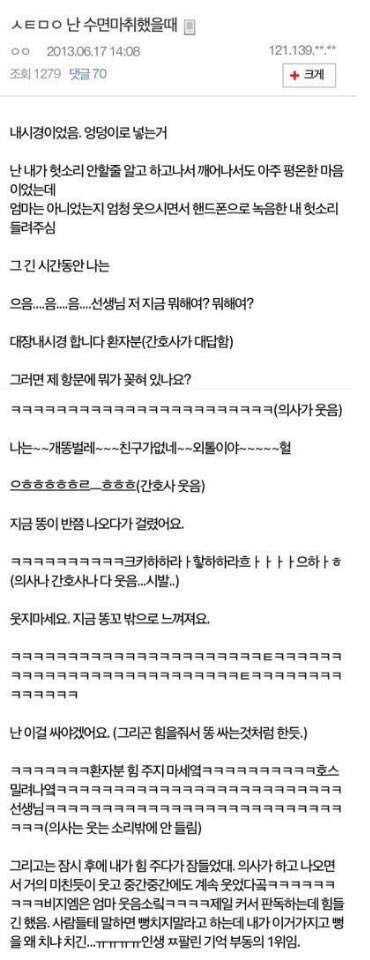 ㅅㅌㅁㅇ 난 수면마취했을때
ㅇㅇ 2013.06.17 14:08 121.139.**.**
조회 1279 댓글 70 + 크게
내시경이었음. 엉덩이로 넣는거
난 내가 헛소리 안할줄 알고 하고나서 깨어나서도 아주 평온한 마음
이었는데
엄마는 아니었는지 엄청 웃으시면서 핸드폰으로 녹음한 내 헛소리
들려주심
그 긴 시간동안 나는
으음....음....음....선생님 저 지금 뭐해여? 뭐해여?
대장내시경 합니다 환자분(간호사가 대답함)
그러면 제 항문에 뭐가 꽂혀 있나요?
ㅋㅋㅋㅋㅋㅋㅋㅋㅋㅋㅋㅋㅋㅋㅋㅋㅋㅋㅋㅋㅋㅋㅋㅋ(의사가 웃음)
나는~~개똥벌레~~~친구가없네~~외톨이야~~~~~헐
으흐흐흐흐흐르ㅡ흐흐흐(간호사 웃음)
지금 똥이 반쯤 나오다가 걸렸어요.
ㅋㅋㅋㅋㅋㅋㅋㅋㅋㅋ크카하하라ㅏ핳하하라흐ㅏㅏㅏㅏ으하ㅏㅎ
(의사나 간호사나 다 웃음...시발..)
웃지마세요. 지금 똥꼬 밖으로 느껴져요.
ㅋㅋㅋㅋㅋㅋㅋㅋㅋㅋㅋㅋㅋㅋㅋㅋㅋㅋㅋㅋㅋㅋㅋㅌㅋㅋㅋㅋㅋㅋ
ㅋㅋㅋㅋㅋㅋㅋㅋㅋㅋㅋㅋㅋㅋㅋㅋㅋㅋㅋㅋㅋㅌㅋㅋㅋㅋㅋㅋㅋㅋ
ㅋㅋㅋㅋㅋㅋ
난 이걸 싸야겠어요. (그리곤 힘을줘서 똥 싸는것처럼 한듯.)
ㅋㅋㅋㅋㅋㅋㅋ환자분 힘 주지 마세옄ㅋㅋㅋㅋㅋㅋㅋㅋㅋㅋ호스
밀려나옄ㅋㅋㅋㅋㅋㅋㅋㅋㅋㅋㅋㅋㅋㅋㅋㅋㅋㅋㅋㅋㅋㅋㅋㅋㅋ
선생님ㅋㅋㅋㅋㅋㅋㅋㅋㅋㅋㅋㅋㅋㅋㅋㅋㅋㅋㅋㅋㅋㅋㅋㅋㅋㅋㅋ
ㅋㅋㅋ(의사는 웃는 소리밖에 안 들림)
그리고는 잠시 후에 내가 힘 주다가 잠들었대. 의사가 하고 나오면
서 거의 미친듯이 웃고 중간중간에도 계속 웃었다곸ㅋㅋㅋㅋㅋㅋ
ㅋㅋㅋ비지엠은 엄마 웃음소맄ㅋㅋㅋㅋ제일 커서 판독하는데 힘들
긴 했음. 사람들테 말하면 뻥치지말라고 하는데 내가 이거가지고 뻥
을 왜 치냐 치긴...ㅠㅠㅠㅠ인생 ㅉ팔린 기억 부동의 1위임.